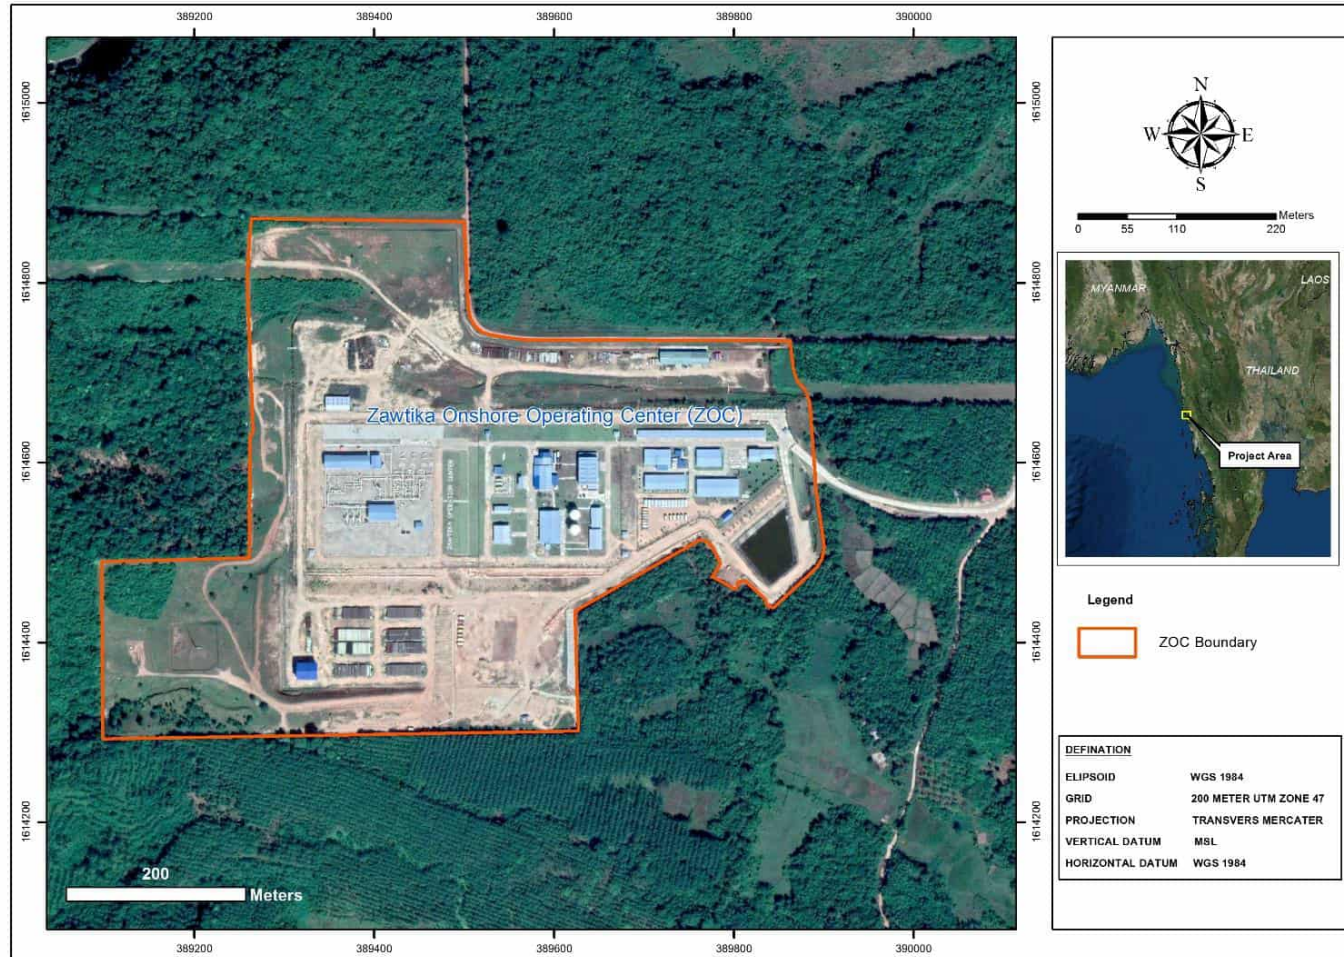 389200 389400 389600 389800 390000
1615000
1614800
1614600
1614400
1614200
1615000
1614800
1614600
1614400
1614200
Zawtika Onshore Operating Center (ZOC)
ZAWTIKA OPERATION CENTER
200
Meters
389200 389400 389600 389800 390000
N
W E
S
Meters
0 55 110 220
MYANMAR
LAOS
THAILAND
Project Area
Legend
ZOC Boundary
DEFINATION
ELIPSOID WGS 1984
GRID 200 METER UTM ZONE 47
PROJECTION TRANSVERS MERCATER
VERTICAL DATUM MSL
HORIZONTAL DATUM WGS 1984